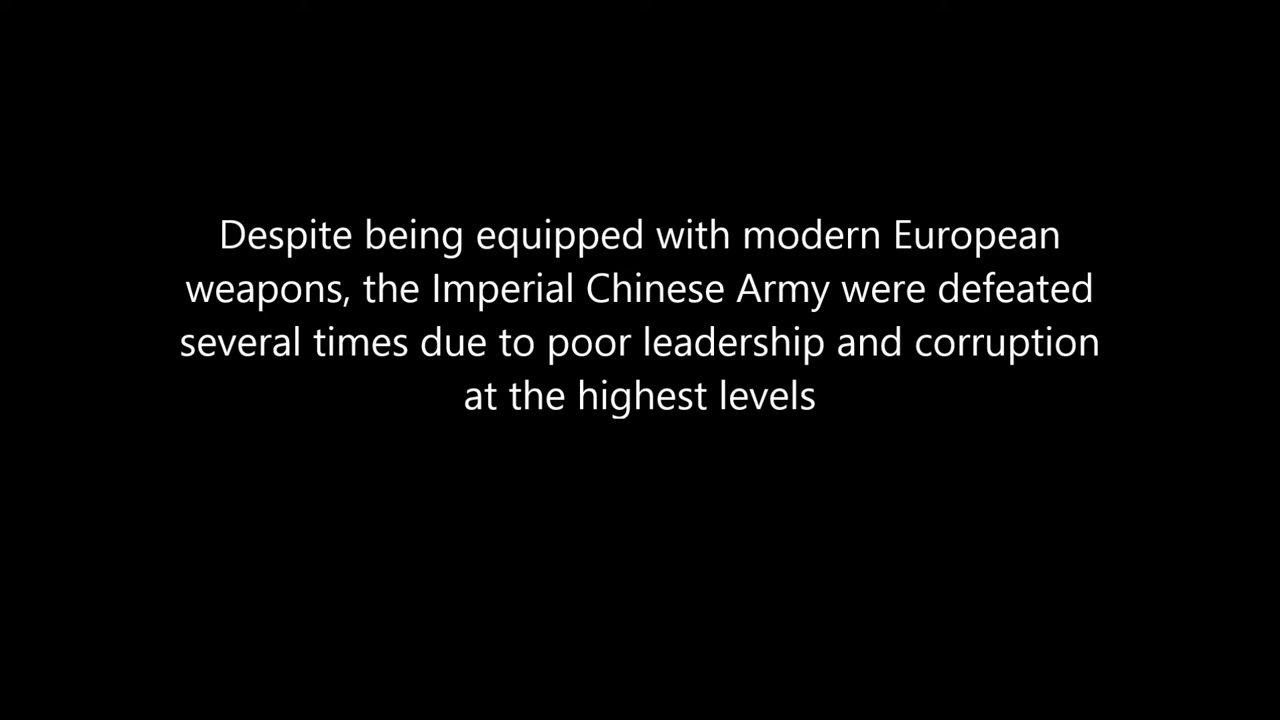 Despite being equipped with modern European
weapons, the Imperial Chinese Army were defeated
several times due to poor leadership and corruption
at the highest levels